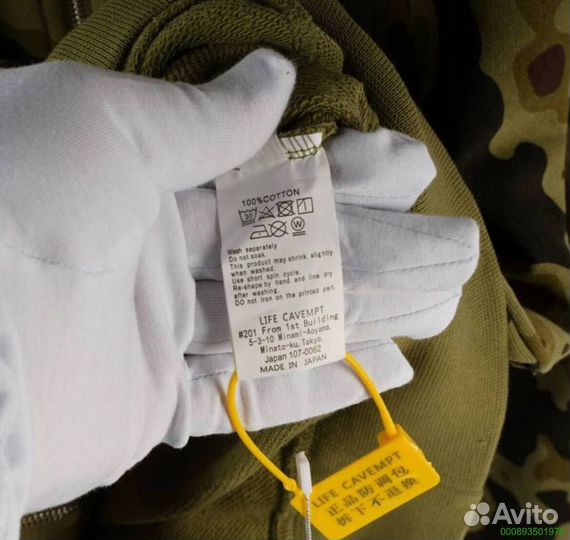 100%COTTON
30
Wash separately
Do not soak.
This product may shrink slightly
when washed.
Use short spin cycle.
Re-shape by hand and line dry
after washing.
DO not iron on the printed part.
LIFE CAVEMPT
#201 From 1st Building
5-3-10 Minami-Aoyama,
Minato-ku, Tokyo,
Japan 107-0062
MADE IN JAPAN
LIFE CAVEMPT
正品防调包
拆下不退换
Avito
000893501976